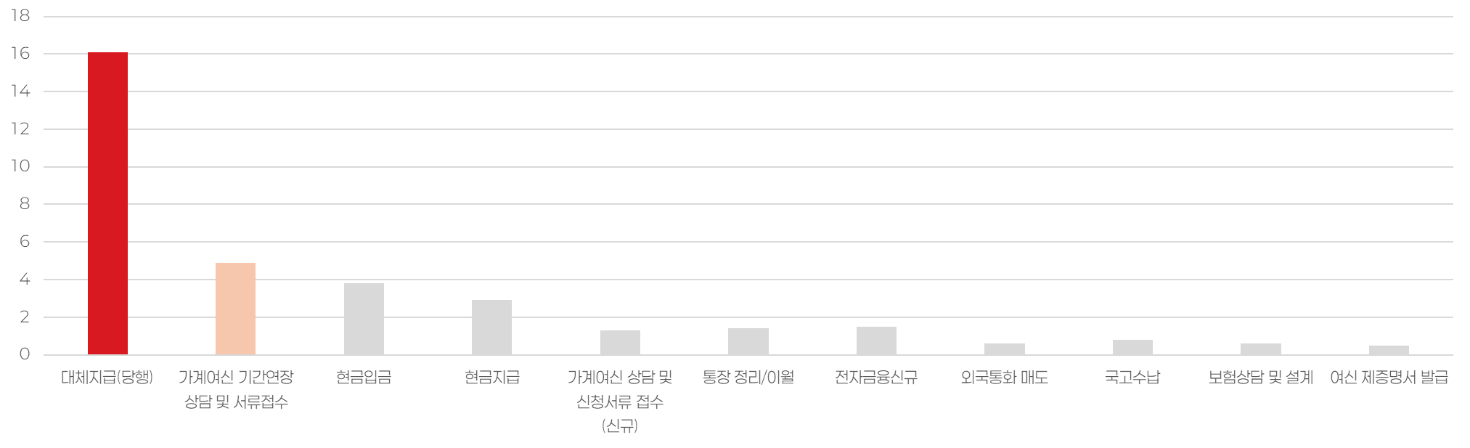 18
16
14
12
10
8
6
4
2
0
대체지급(당행)
가계여신 기간연장
상담 및 서류접수
현금입금
현금지급
가계여신 상담 및
신청서류 접수
(신규)
통장 정리/이월
전자금융신규
외국통화 매도
국고수납
보험상담 및 설계
여신 제증명서 발급